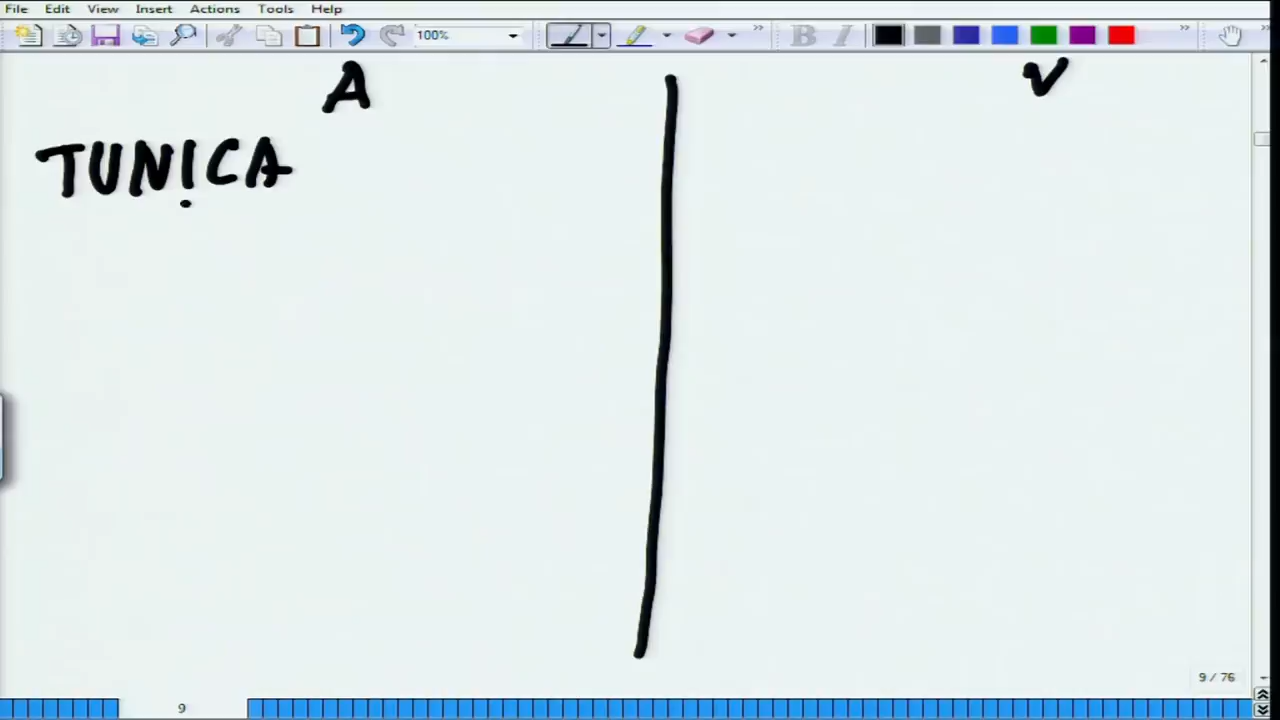 File Edit View Insert Actions Tools Help
100% B I
A V
TUNICA
9 / 76
9